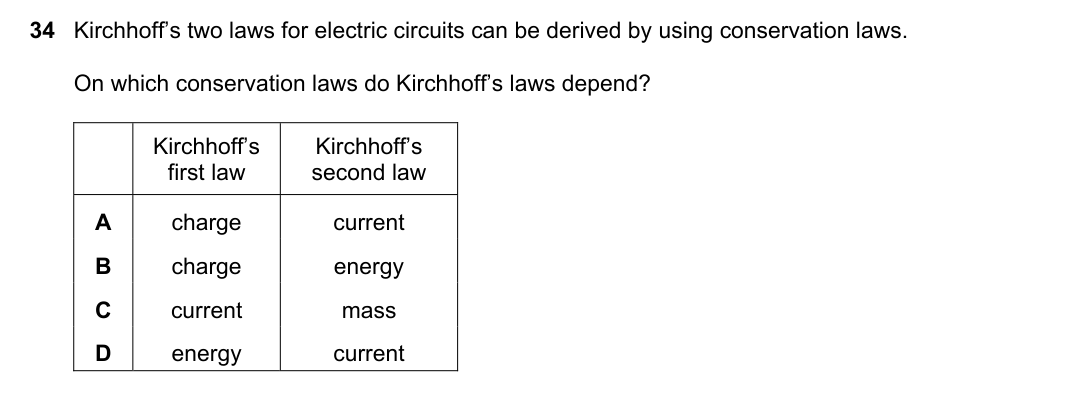 34 Kirchhoff's two laws for electric circuits can be derived by using conservation laws.
On which conservation laws do Kirchhoff's laws depend?
Kirchhoff's Kirchhoff's
first law second law
A charge current
B charge energy
C current mass
D energy current